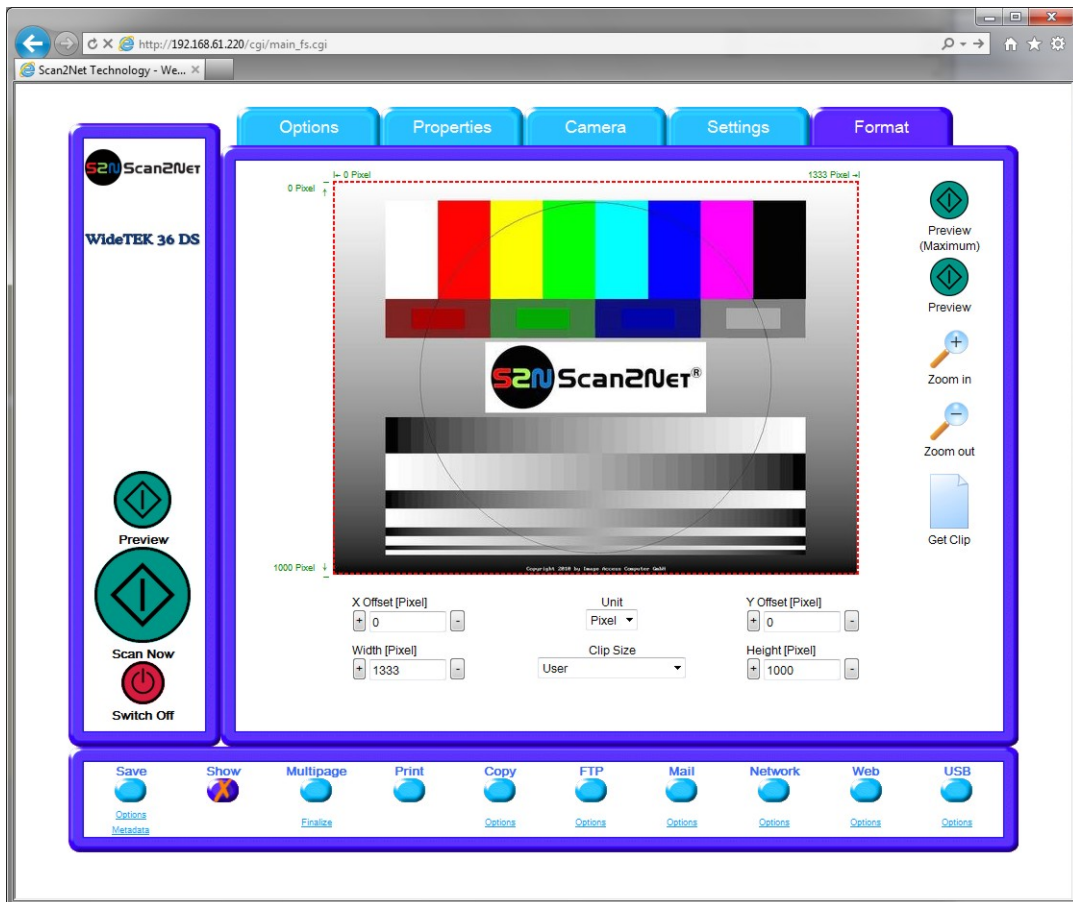 http://192.168.61.220/cgi/main_fs.cgi
Scan2Net Technology - We...
Options Properties Camera Settings Format
S2N Scan2Net
WideTEK 36 DS
Preview
Scan Now
Switch Off
0 Pixel 1333 Pixel
0 Pixel
S2N Scan2Net®
Copyright 2010 by Image Access Computer GmbH
1000 Pixel
Preview
(Maximum)
Preview
Zoom in
Zoom out
Get Clip
X Offset [Pixel] Unit Y Offset [Pixel]
+ 0 - Pixel + 0 -
Width [Pixel] Clip Size Height [Pixel]
+ 1333 - User + 1000 -
Save Show Multipage Print Copy FTP Mail Network Web USB
X
Options Finalize Options Options Options Options Options Options
Metadata